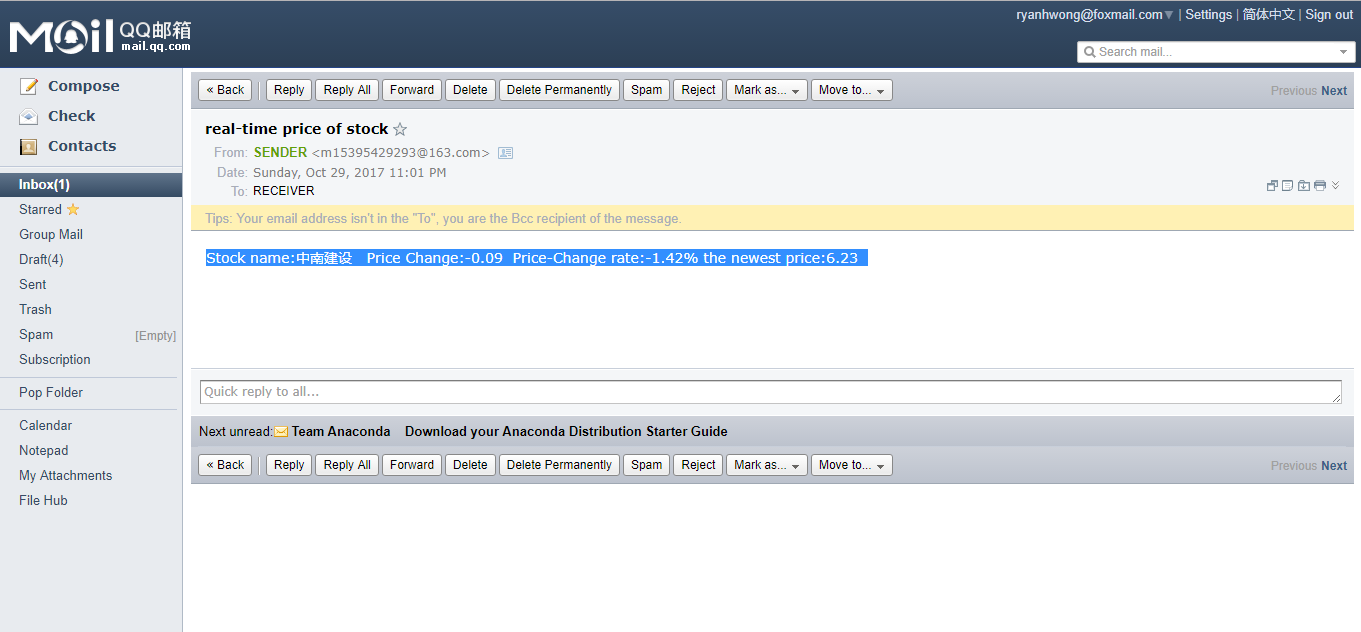 Mail QQ邮箱 mail.qq.com
ryanhwong@foxmail.com | Settings | 简体中文 | Sign out
Search mail...
Compose
Check
Contacts
Inbox(1)
Starred
Group Mail
Draft(4)
Sent
Trash
Spam [Empty]
Subscription
Pop Folder
Calendar
Notepad
My Attachments
File Hub
« Back Reply Reply All Forward Delete Delete Permanently Spam Reject Mark as... Move to... Previous Next
real-time price of stock
From: SENDER <m15395429293@163.com>
Date: Sunday, Oct 29, 2017 11:01 PM
To: RECEIVER
Tips: Your email address isn't in the "To", you are the Bcc recipient of the message.
Stock name:中南建设 Price Change:-0.09 Price-Change rate:-1.42% the newest price:6.23
Quick reply to all...
Next unread: Team Anaconda Download your Anaconda Distribution Starter Guide
« Back Reply Reply All Forward Delete Delete Permanently Spam Reject Mark as... Move to... Previous Next